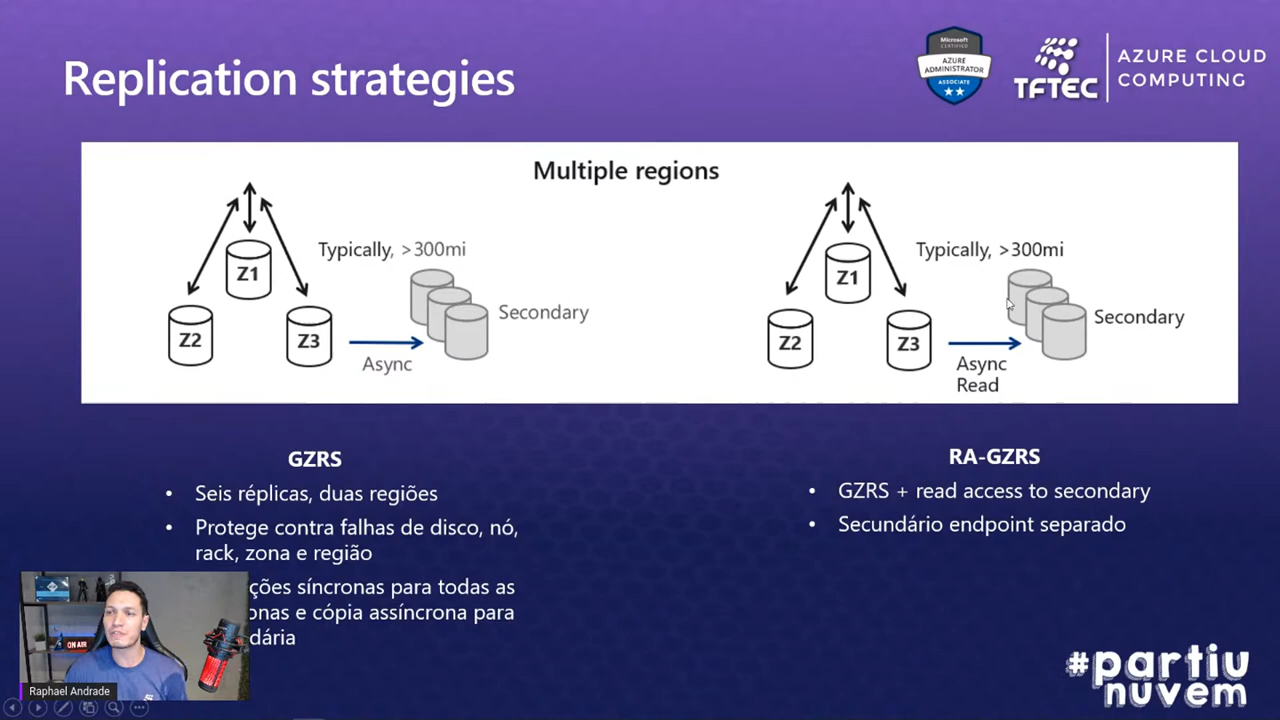 Replication strategies
Microsoft
CERTIFIED
AZURE
ADMINISTRATOR
ASSOCIATE
TFTEC
AZURE CLOUD
COMPUTING
Multiple regions
Typically, >300mi
Z1
Z2
Z3
Secondary
Async
Typically, >300mi
Z1
Z2
Z3
Secondary
Async
Read
GZRS
• Seis réplicas, duas regiões
• Protege contra falhas de disco, nó,
rack, zona e região
ções síncronas para todas as
onas e cópia assíncrona para
dária
RA-GZRS
• GZRS + read access to secondary
• Secundário endpoint separado
ON AIR
Raphael Andrade
#partiu
nuvem